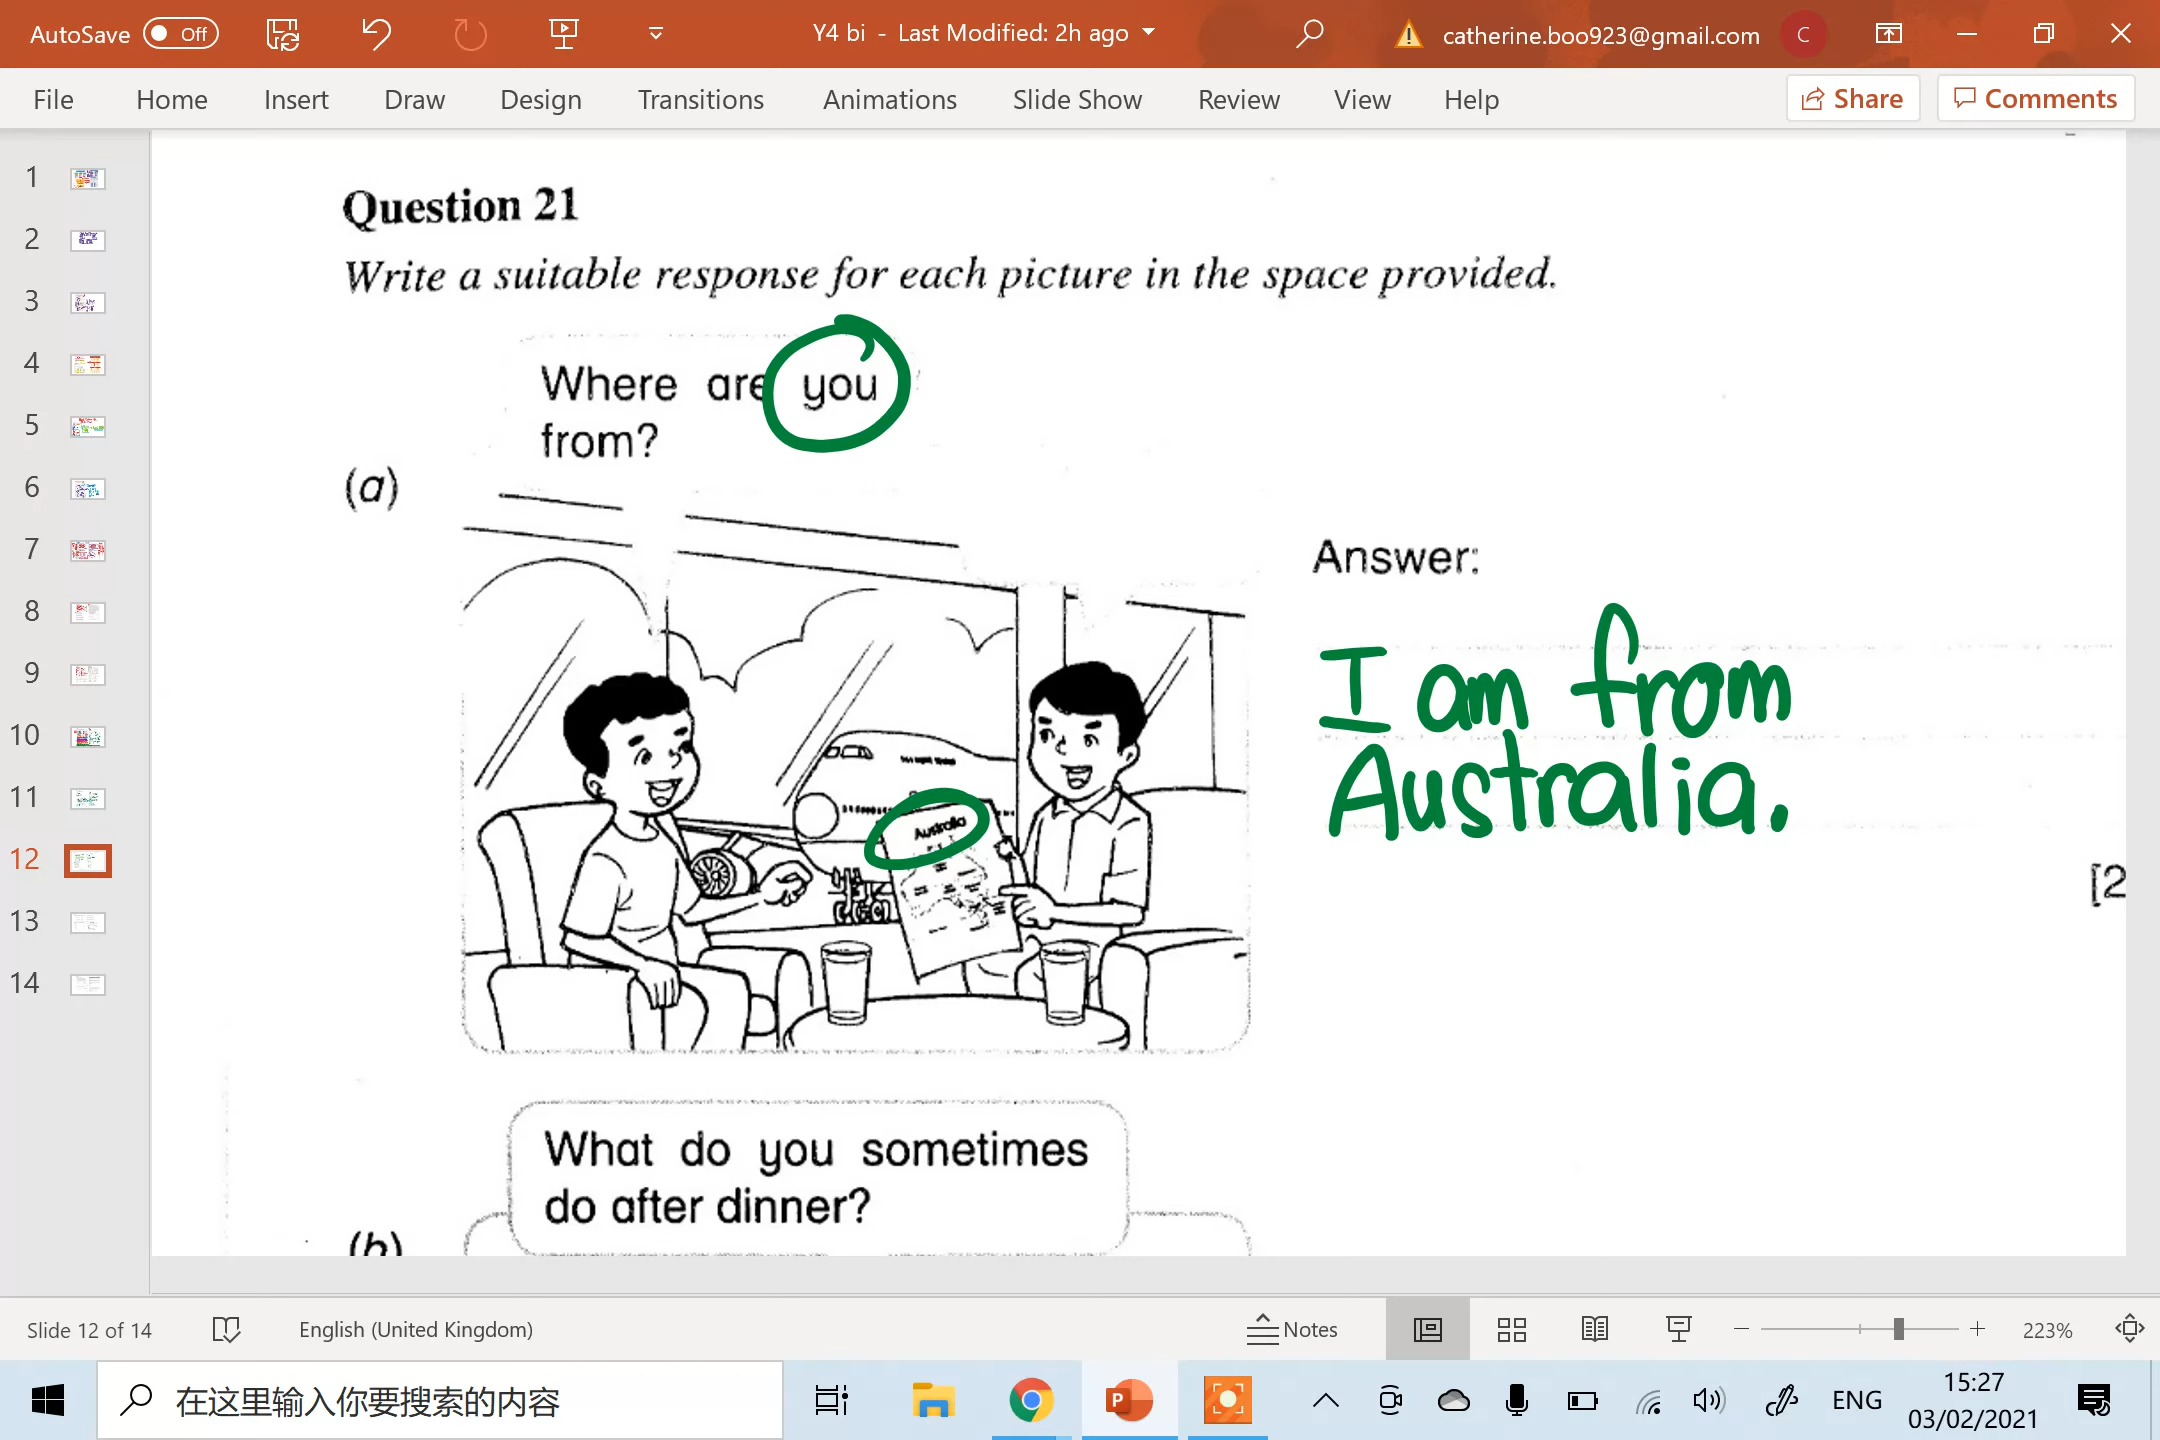 AutoSave Off
Y4 bi - Last Modified: 2h ago
catherine.boo923@gmail.com C
File Home Insert Draw Design Transitions Animations Slide Show Review View Help Share Comments
1
2
3
4
5
6
7
8
9
10
11
12
13
14
Question 21
Write a suitable response for each picture in the space provided.
Where are you
from?
(a)
Australia
Answer:
I am from
Australia.
[2
What do you sometimes
do after dinner?
(b)
Slide 12 of 14 English (United Kingdom) Notes 223%
在这里输入你要搜索的内容
ENG
15:27
03/02/2021